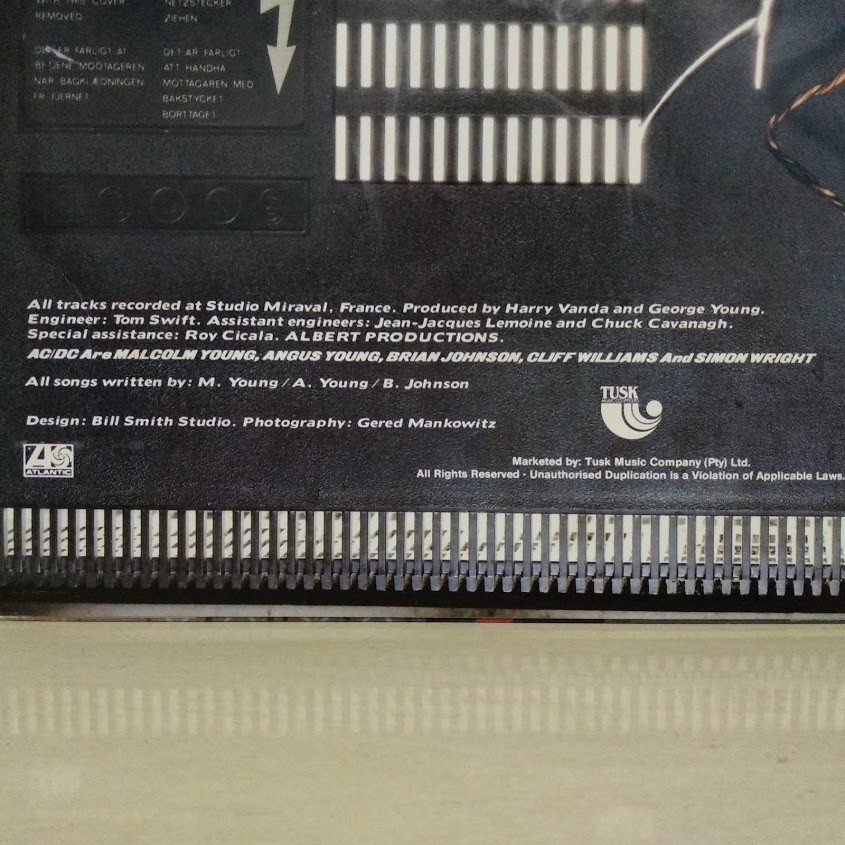 WITH THIS COVER
REMOVED
NETZSTECKER
ZIEHEN
DET ER FARLIGT AT
BETJENE MODTAGEREN
NÅR BAGKLÆDNINGEN
ER FJERNET
DET ÄR FARLIGT
ATT HANDHA
MOTTAGAREN MED
BAKSTYCKET
BORTTAGET
All tracks recorded at Studio Miraval, France. Produced by Harry Vanda and George Young.
Engineer: Tom Swift. Assistant engineers: Jean-Jacques Lemoine and Chuck Cavanagh.
Special assistance: Roy Cicala. ALBERT PRODUCTIONS.
AC/DC Are MALCOLM YOUNG, ANGUS YOUNG, BRIAN JOHNSON, CLIFF WILLIAMS And SIMON WRIGHT
All songs written by: M. Young / A. Young / B. Johnson
TUSK
Design: Bill Smith Studio. Photography: Gered Mankowitz
ATLANTIC
Marketed by: Tusk Music Company (Pty) Ltd.
All Rights Reserved - Unauthorised Duplication is a Violation of Applicable Laws.